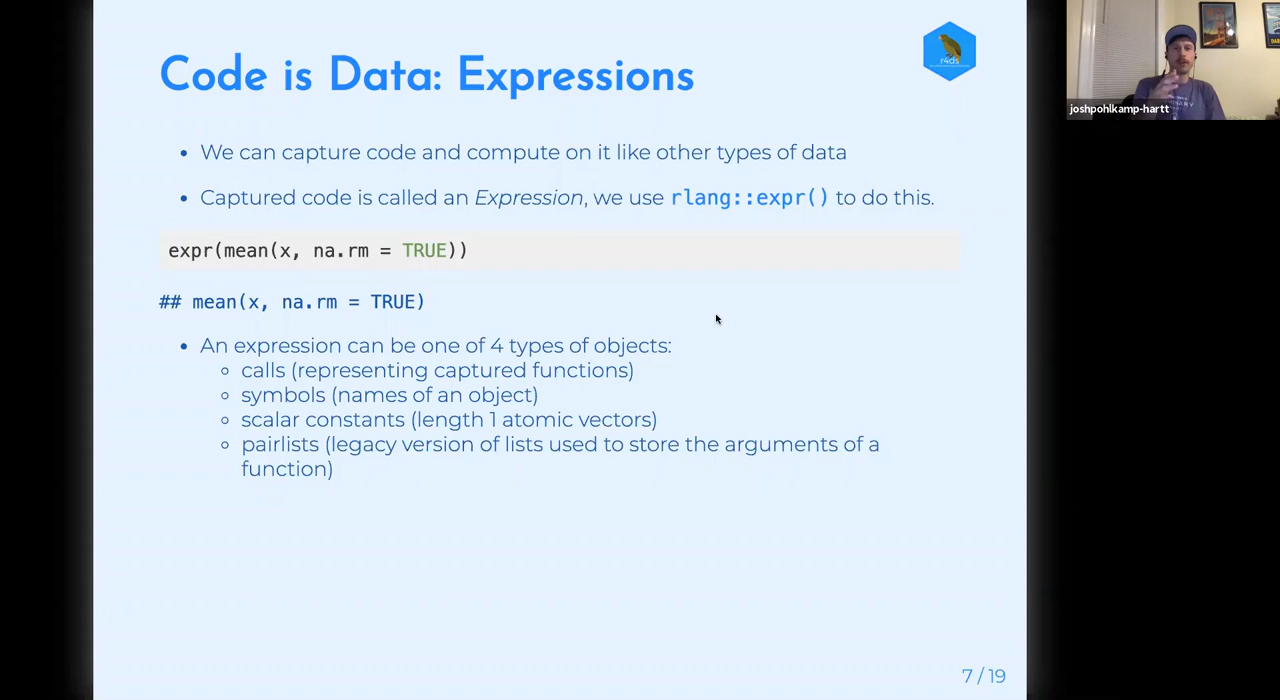 Code is Data: Expressions
r4ds
joshpohlkamp-hartt
• We can capture code and compute on it like other types of data
• Captured code is called an Expression, we use rlang::expr() to do this.
expr(mean(x, na.rm = TRUE))
## mean(x, na.rm = TRUE)
• An expression can be one of 4 types of objects:
◦ calls (representing captured functions)
◦ symbols (names of an object)
◦ scalar constants (length 1 atomic vectors)
◦ pairlists (legacy version of lists used to store the arguments of a
function)
7 / 19